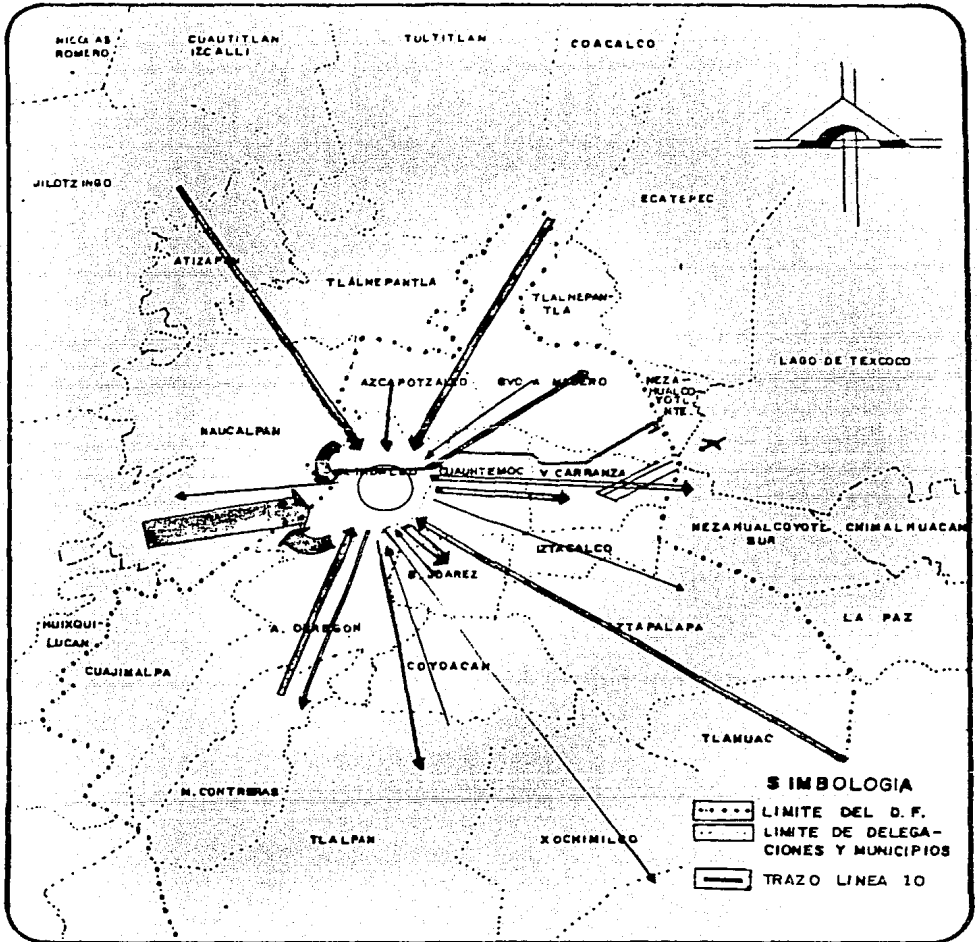 NICOLAS
ROMERO
CUAUTITLAN
IZCALLI
TULTITLAN
COACALCO
JILOTZINGO
ECATEPEC
ATIZAPAN
TLALNEPANTLA
TLALNEPAN-
TLA
LAGO DE TEXCOCO
AZCAPOTZALCO
GVO A MADERO
NEZA-
HUALCO-
YOTL
NTE.
NAUCALPAN
CUAUHTEMOC
V CARRANZA
NEZAHUALCOYOTL
SUR
CHIMALHUACAN
IZTACALCO
B. JUAREZ
HUIXQUI-
LUCAN
A. OBREGON
IZTAPALAPA
LA PAZ
CUAJIMALPA
COYOACAN
TLAHUAC
M. CONTRERAS
TLALPAN
XOCHIMILCO
SIMBOLOGIA
LIMITE DEL D.F.
LIMITE DE DELEGA-
CIONES Y MUNICIPIOS
TRAZO LINEA 10